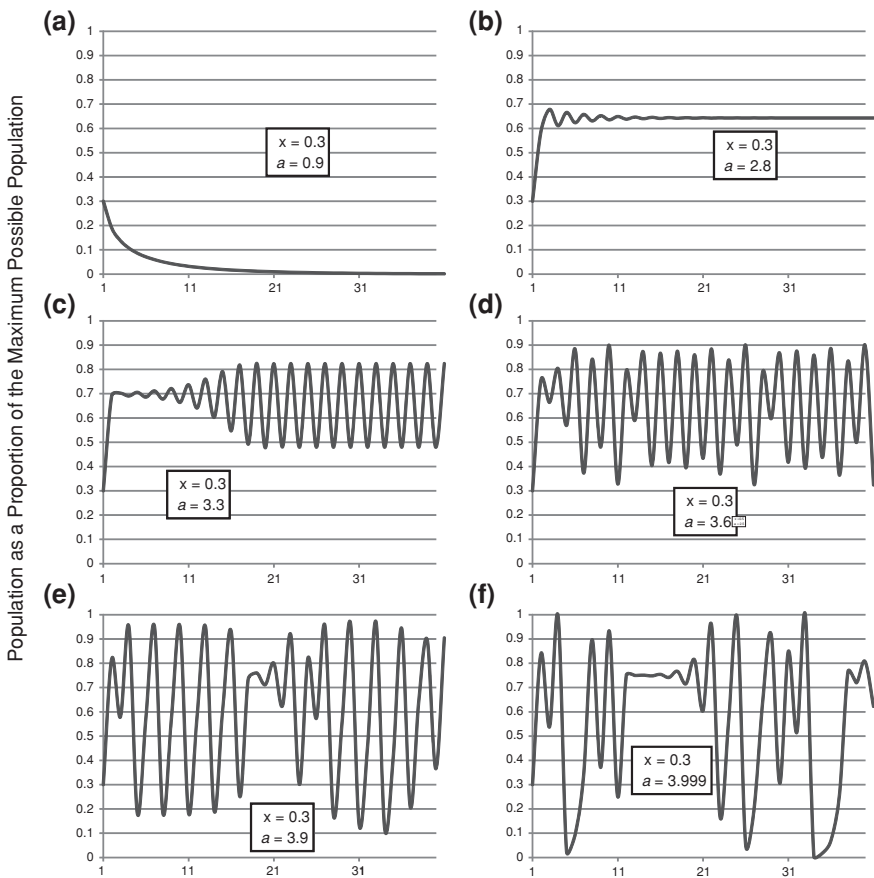 Population as a Proportion of the Maximum Possible Population
(a)
1
0.9
0.8
0.7
0.6
0.5
0.4
0.3
0.2
0.1
0
1 11 21 31
x = 0.3
a = 0.9
(b)
1
0.9
0.8
0.7
0.6
0.5
0.4
0.3
0.2
0.1
0
1 11 21 31
x = 0.3
a = 2.8
(c)
1
0.9
0.8
0.7
0.6
0.5
0.4
0.3
0.2
0.1
0
1 11 21 31
x = 0.3
a = 3.3
(d)
1
0.9
0.8
0.7
0.6
0.5
0.4
0.3
0.2
0.1
0
1 11 21 31
x = 0.3
a = 3.6
(e)
1
0.9
0.8
0.7
0.6
0.5
0.4
0.3
0.2
0.1
0
1 11 21 31
x = 0.3
a = 3.9
(f)
1
0.9
0.8
0.7
0.6
0.5
0.4
0.3
0.2
0.1
0
1 11 21 31
x = 0.3
a = 3.999